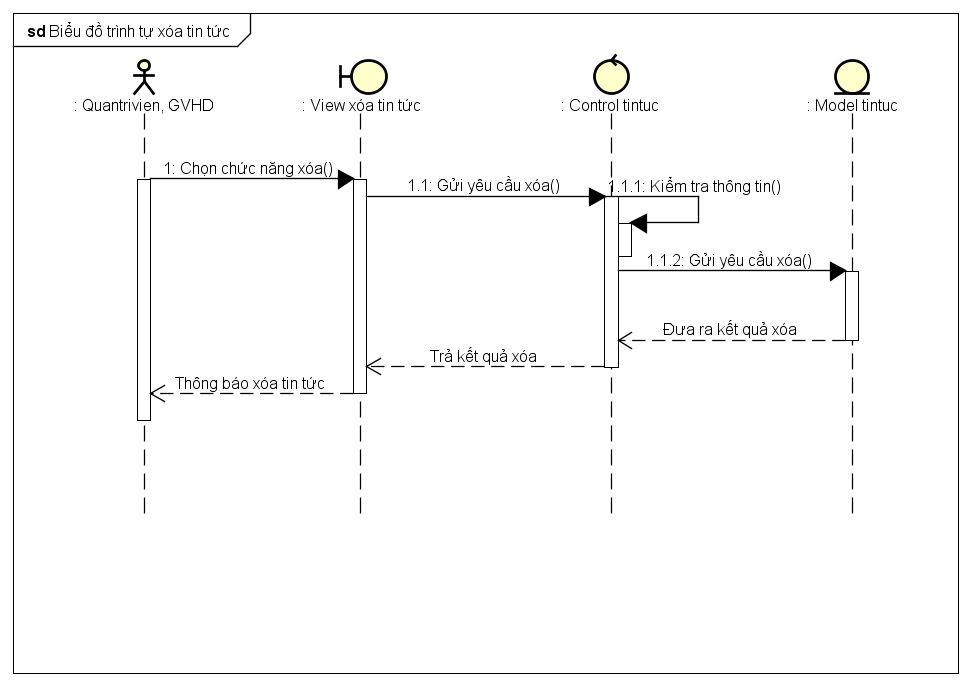 sd Biểu đồ trình tự xóa tin tức
: Quantrivien, GVHD
: View xóa tin tức
: Control tintuc
: Model tintuc
1: Chọn chức năng xóa()
1.1: Gửi yêu cầu xóa()
1.1.1: Kiểm tra thông tin()
1.1.2: Gửi yêu cầu xóa()
Đưa ra kết quả xóa
Trả kết quả xóa
Thông báo xóa tin tức